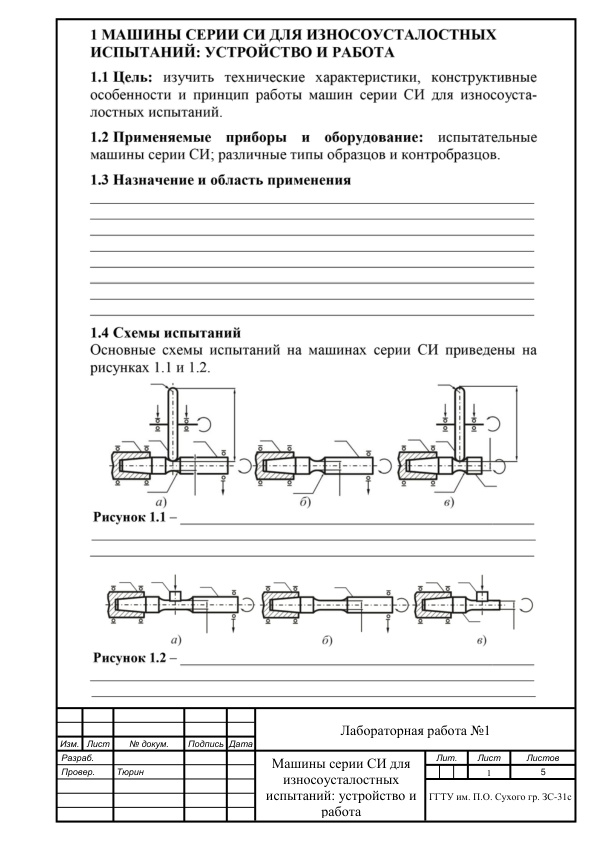 1 МАШИНЫ СЕРИИ СИ ДЛЯ ИЗНОСОУСТАЛОСТНЫХ
ИСПЫТАНИЙ: УСТРОЙСТВО И РАБОТА
1.1 Цель: изучить технические характеристики, конструктивные
особенности и принцип работы машин серии СИ для износоуста-
лостных испытаний.
1.2 Применяемые приборы и оборудование: испытательные
машины серии СИ; различные типы образцов и контробразцов.
1.3 Назначение и область применения
1.4 Схемы испытаний
Основные схемы испытаний на машинах серии СИ приведены на
рисунках 1.1 и 1.2.
а) б) в)
Рисунок 1.1 –
а) б) в)
Рисунок 1.2 –
Лабораторная работа №1
Изм. Лист № докум. Подпись Дата
Разраб.
Провер. Тюрин
Машины серии СИ для
износоусталостных
испытаний: устройство и
работа
Лит. Лист Листов
1 5
ГГТУ им. П.О. Сухого гр. ЗС-31с